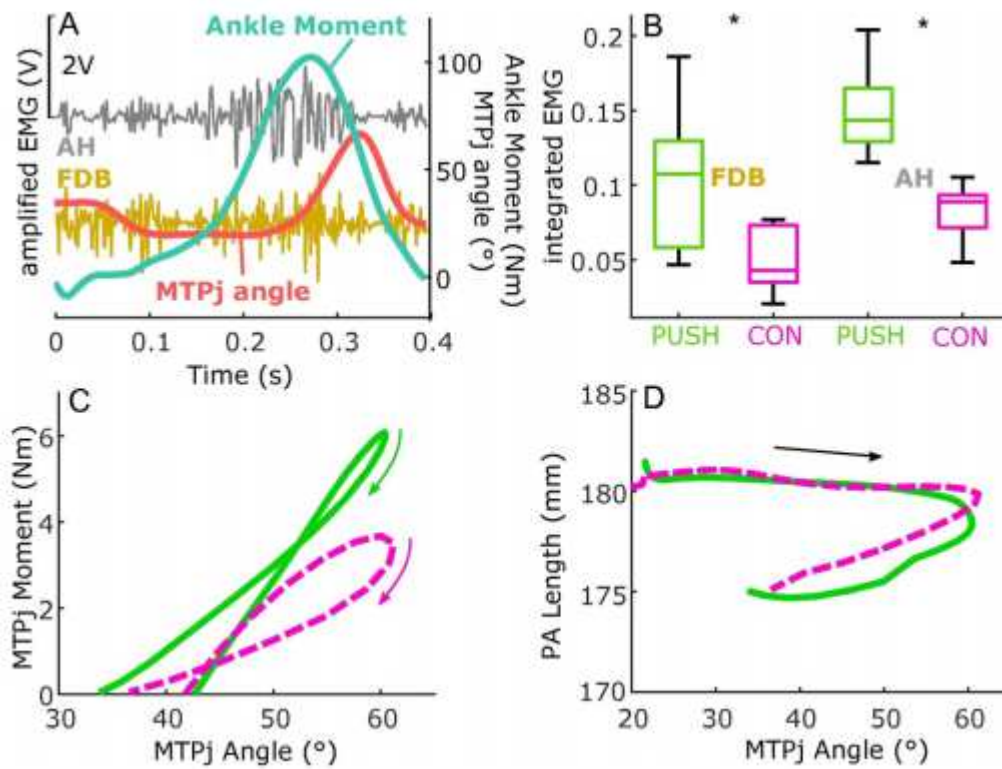 A
Ankle Moment
2V
AH
FDB
MTPj angle
amplified EMG (V)
100
50
0
Ankle Moment (Nm)
MTPj angle
(°)
0 0.1 0.2 0.3 0.4
Time (s)
B
*
*
0.2
0.15
0.1
0.05
integrated EMG
FDB
AH
PUSH CON PUSH CON
C
6
4
2
0
MTPj Moment (Nm)
30 40 50 60
MTPj Angle (°)
D
185
180
175
170
PA Length (mm)
20 30 40 50 60
MTPj Angle (°)